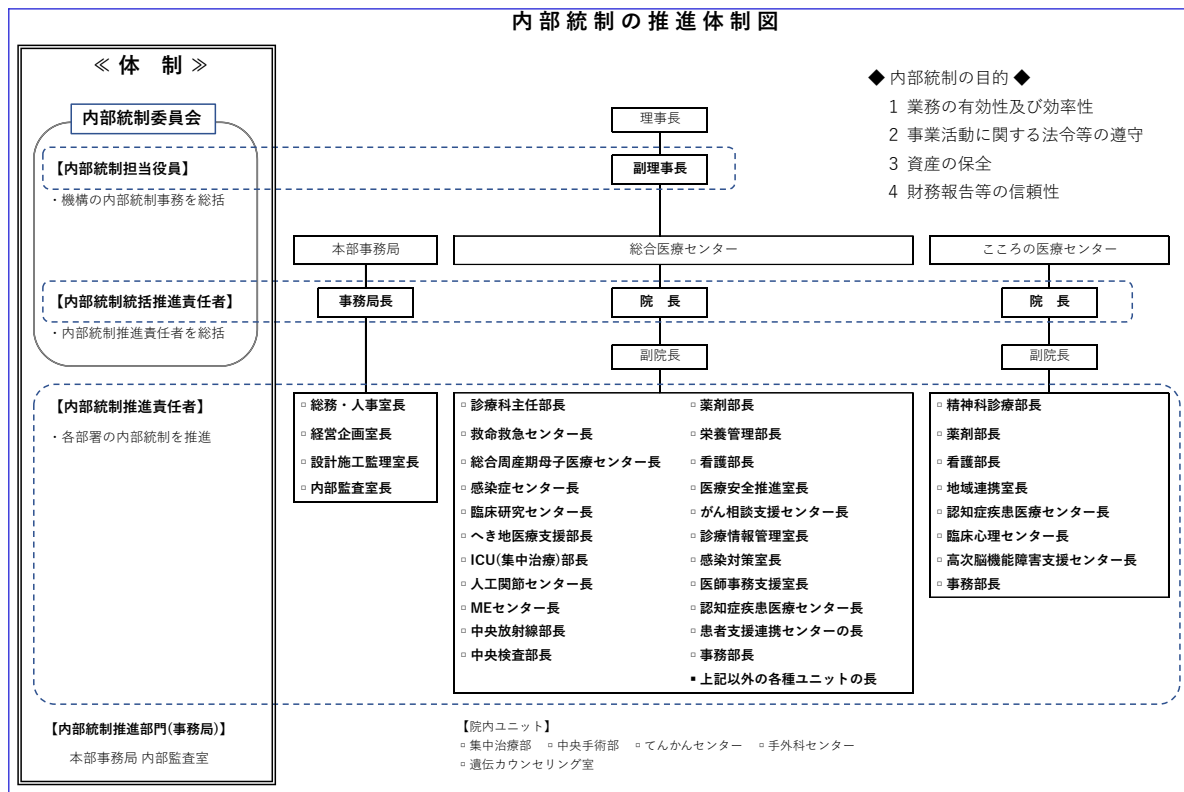 内部統制の推進体制図
≪ 体　制 ≫
内部統制委員会
【内部統制担当役員】
・機構の内部統制事務を総括
【内部統制統括推進責任者】
・内部統制推進責任者を総括
【内部統制推進責任者】
・各部署の内部統制を推進
【内部統制推進部門(事務局)】
本部事務局 内部監査室
◆ 内部統制の目的 ◆
1 業務の有効性及び効率性
2 事業活動に関する法令等の遵守
3 資産の保全
4 財務報告等の信頼性
理事長
副理事長
本部事務局
事務局長
▫ 総務・人事室長
▫ 経営企画室長
▫ 設計施工監理室長
▫ 内部監査室長
総合医療センター
院　長
副院長
▫ 診療科主任部長
▫ 救命救急センター長
▫ 総合周産期母子医療センター長
▫ 感染症センター長
▫ 臨床研究センター長
▫ へき地医療支援部長
▫ ICU(集中治療)部長
▫ 人工関節センター長
▫ MEセンター長
▫ 中央放射線部長
▫ 中央検査部長
▫ 薬剤部長
▫ 栄養管理部長
▫ 看護部長
▫ 医療安全推進室長
▫ がん相談支援センター長
▫ 診療情報管理室長
▫ 感染対策室長
▫ 医師事務支援室長
▫ 認知症疾患医療センター長
▫ 患者支援連携センターの長
▫ 事務部長
▪ 上記以外の各種ユニットの長
こころの医療センター
院　長
副院長
▫ 精神科診療部長
▫ 薬剤部長
▫ 看護部長
▫ 地域連携室長
▫ 認知症疾患医療センター長
▫ 臨床心理センター長
▫ 高次脳機能障害支援センター長
▫ 事務部長
【院内ユニット】
▫ 集中治療部　▫ 中央手術部　▫ てんかんセンター　▫ 手外科センター
▫ 遺伝カウンセリング室